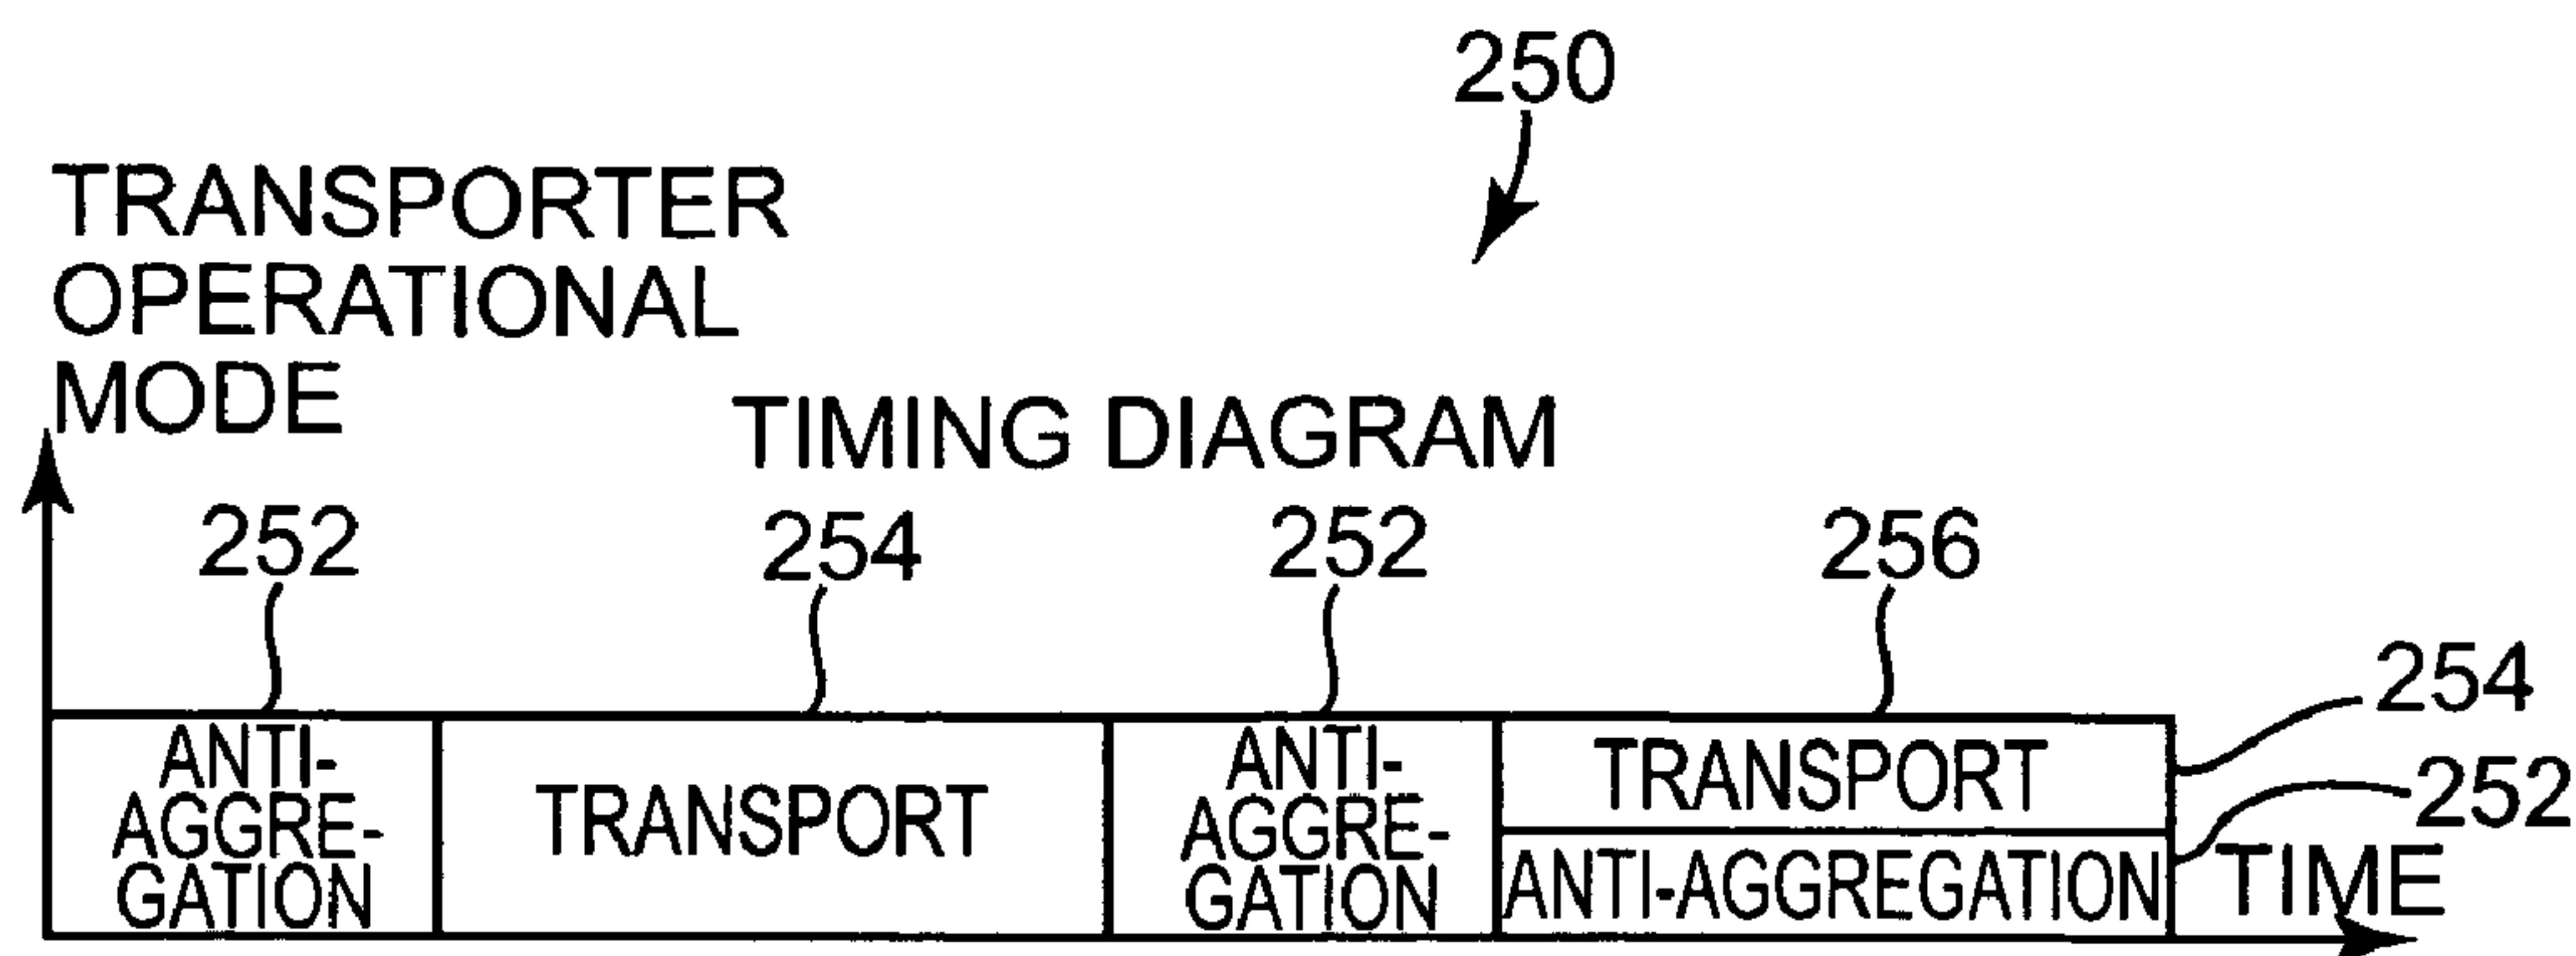 250
TRANSPORTER
OPERATIONAL
MODE
TIMING DIAGRAM
252
254
252
256
254
252
ANTI-
AGGRE-
GATION
TRANSPORT
ANTI-
AGGRE-
GATION
TRANSPORT
ANTI-AGGREGATION
TIME